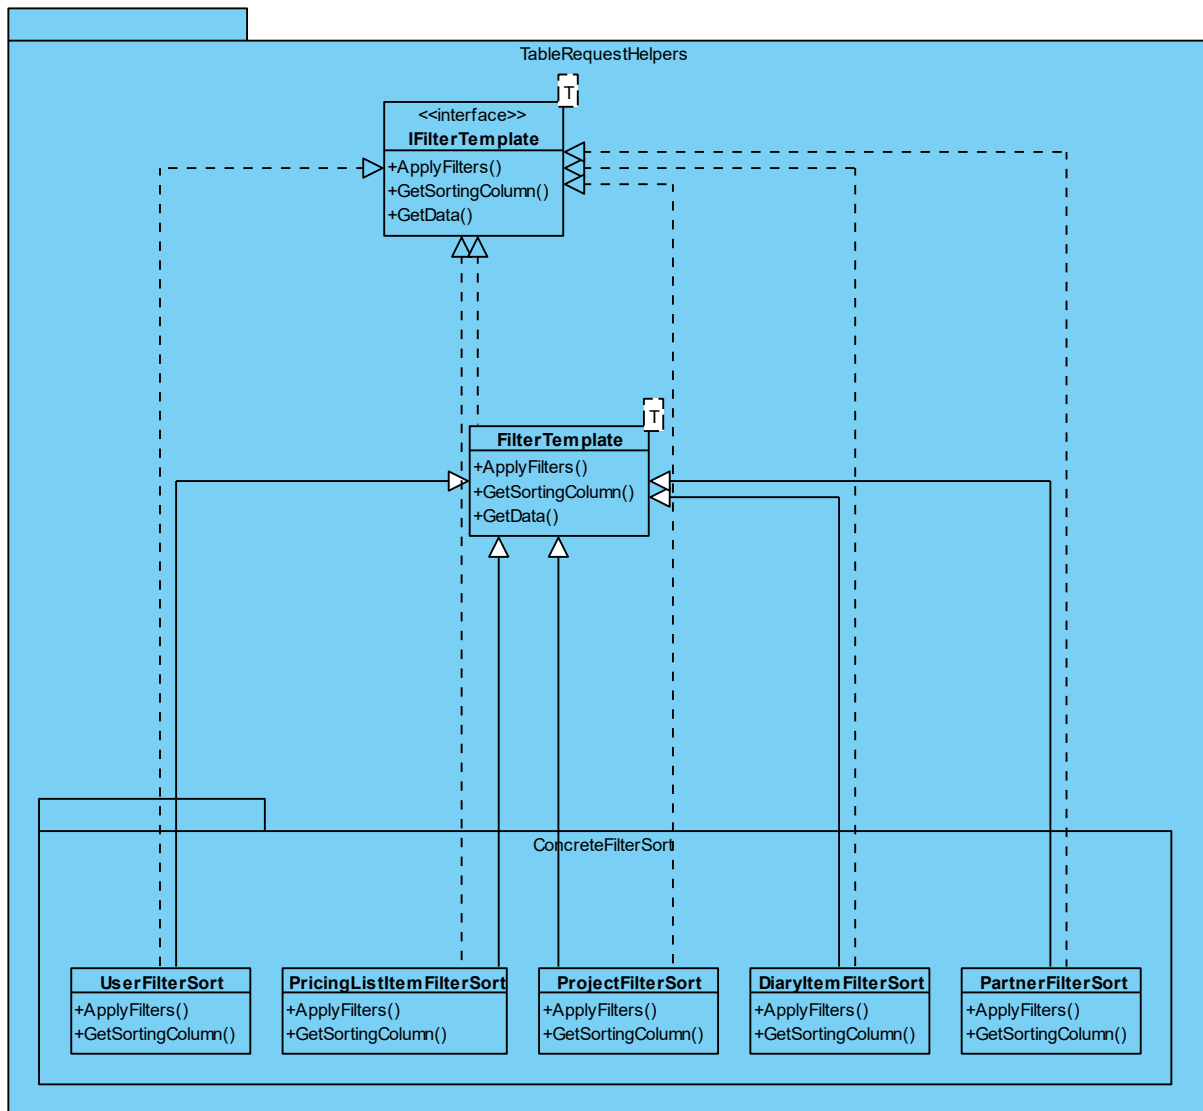 TableRequestHelpers
T
<<interface>>
IFilterTemplate
+ApplyFilters()
+GetSortingColumn()
+GetData()
T
FilterTemplate
+ApplyFilters()
+GetSortingColumn()
+GetData()
ConcreteFilterSort
UserFilterSort
+ApplyFilters()
+GetSortingColumn()
PricingListItemFilterSort
+ApplyFilters()
+GetSortingColumn()
ProjectFilterSort
+ApplyFilters()
+GetSortingColumn()
DiaryItemFilterSort
+ApplyFilters()
+GetSortingColumn()
PartnerFilterSort
+ApplyFilters()
+GetSortingColumn()